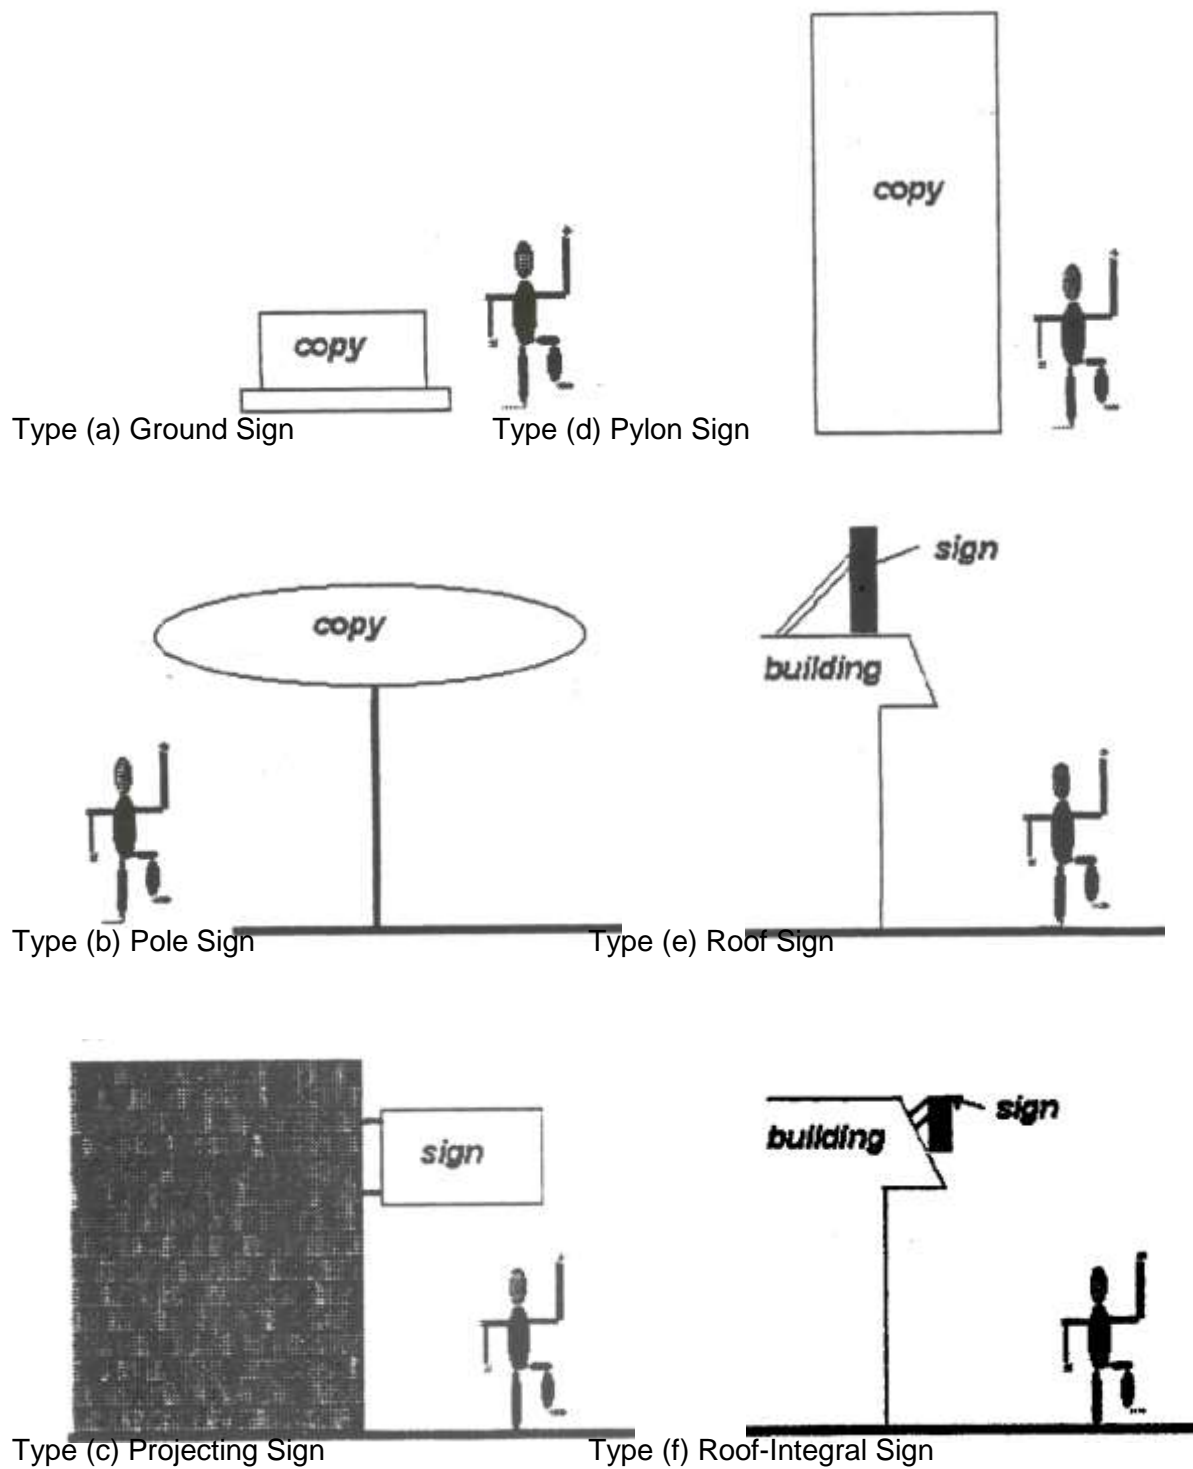 copy
copy
Type (a) Ground Sign
Type (d) Pylon Sign
copy
sign
building
Type (b) Pole Sign
Type (e) Roof Sign
sign
sign
building
Type (c) Projecting Sign
Type (f) Roof-Integral Sign